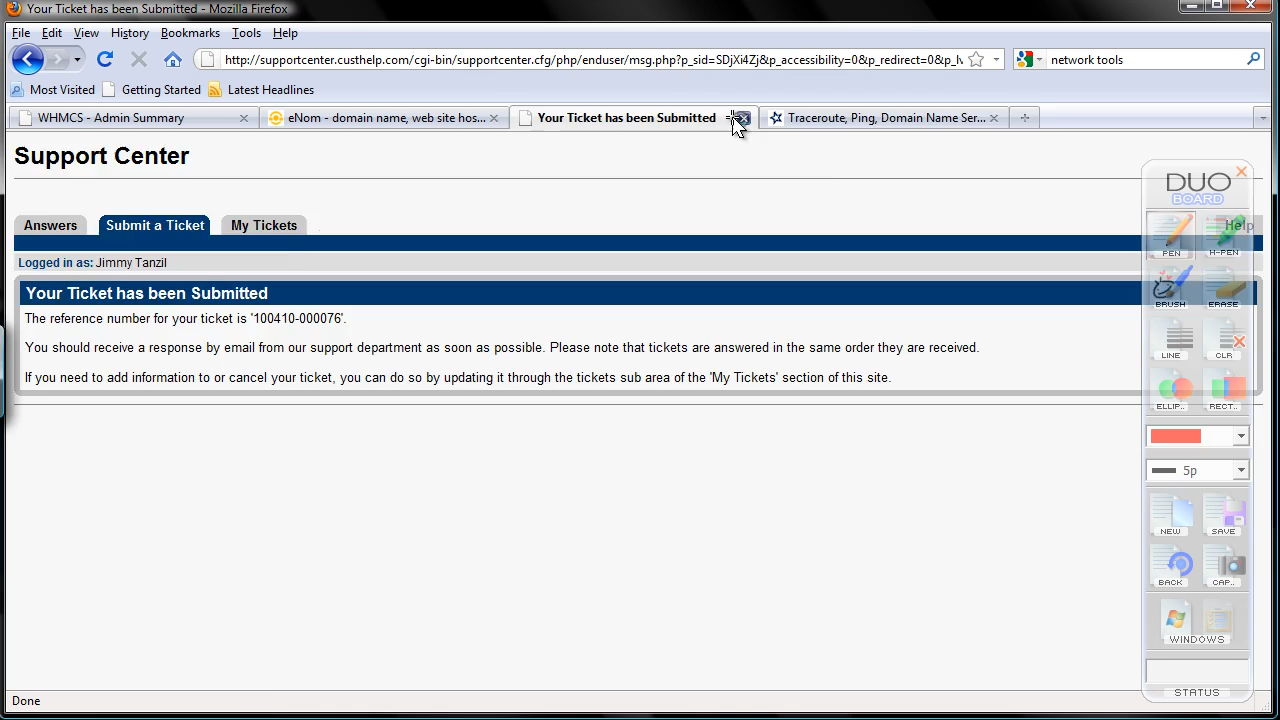 Your Ticket has been Submitted - Mozilla Firefox
File Edit View History Bookmarks Tools Help
http://supportcenter.custhelp.com/cgi-bin/supportcenter.cfg/php/enduser/msg.php?p_sid=SDjXi4Zj&p_accessibility=0&p_redirect=0&p_l network tools
Most Visited Getting Started Latest Headlines
WHMCS - Admin Summary eNom - domain name, web site hos... Your Ticket has been Submitted Traceroute, Ping, Domain Name Ser...
Support Center
DUO
BOARD
Answers Submit a Ticket My Tickets Help
PEN H-PEN
Logged in as: Jimmy Tanzil
Your Ticket has been Submitted
BRUSH ERASE
The reference number for your ticket is '100410-000076'.
You should receive a response by email from our support department as soon as possible. Please note that tickets are answered in the same order they are received.
LINE CLR
If you need to add information to or cancel your ticket, you can do so by updating it through the tickets sub area of the 'My Tickets' section of this site.
ELLIP.. RECT..
5p
NEW SAVE
BACK CAP..
WINDOWS
STATUS
Done